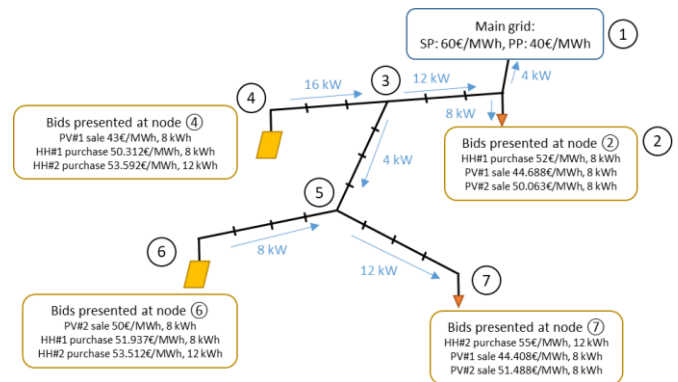 Main grid:
SP: 60€/MWh, PP: 40€/MWh
1
16 kW
3
12 kW
4 kW
4
8 kW
Bids presented at node 4
PV#1 sale 43€/MWh, 8 kWh
HH#1 purchase 50.312€/MWh, 8 kWh
HH#2 purchase 53.592€/MWh, 12 kWh
Bids presented at node 2
HH#1 purchase 52€/MWh, 8 kWh
PV#1 sale 44.688€/MWh, 8 kWh
PV#2 sale 50.063€/MWh, 8 kWh
2
4 kW
5
6
8 kW
12 kW
7
Bids presented at node 6
PV#2 sale 50€/MWh, 8 kWh
HH#1 purchase 51.937€/MWh, 8 kWh
HH#2 purchase 53.512€/MWh, 12 kWh
Bids presented at node 7
HH#2 purchase 55€/MWh, 12 kWh
PV#1 sale 44.408€/MWh, 8 kWh
PV#2 sale 51.488€/MWh, 8 kWh